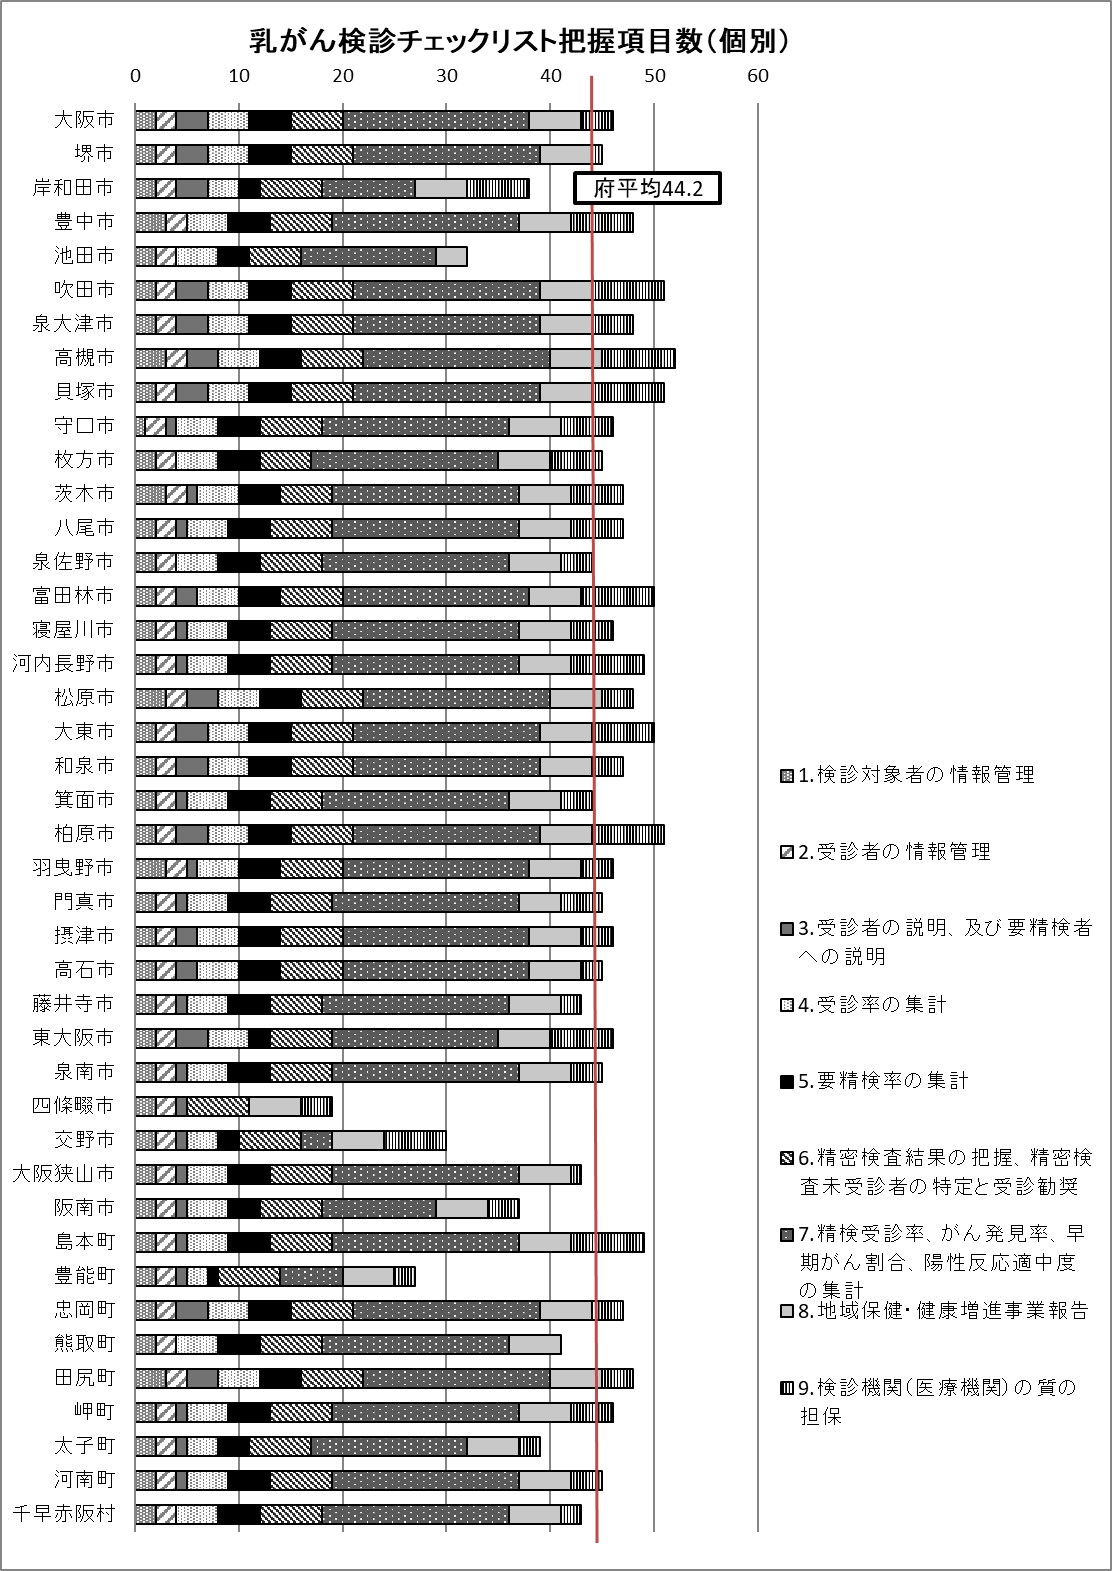 乳がん検診チェックリスト把握項目数（個別）
0 10 20 30 40 50 60
大阪市
堺市
岸和田市
府平均44.2
豊中市
池田市
吹田市
泉大津市
高槻市
貝塚市
守口市
枚方市
茨木市
八尾市
泉佐野市
富田林市
寝屋川市
河内長野市
松原市
大東市
和泉市
箕面市
柏原市
羽曳野市
門真市
摂津市
高石市
藤井寺市
東大阪市
泉南市
四條畷市
交野市
大阪狭山市
阪南市
島本町
豊能町
忠岡町
熊取町
田尻町
岬町
太子町
河南町
千早赤阪村
1.検診対象者の情報管理
2.受診者の情報管理
3.受診者の説明、及び要精検者
への説明
4.受診率の集計
5.要精検率の集計
6.精密検査結果の把握、精密検
査未受診者の特定と受診勧奨
7.精検受診率、がん発見率、早
期がん割合、陽性反応適中度
の集計
8.地域保健・健康増進事業報告
9.検診機関（医療機関）の質の
担保